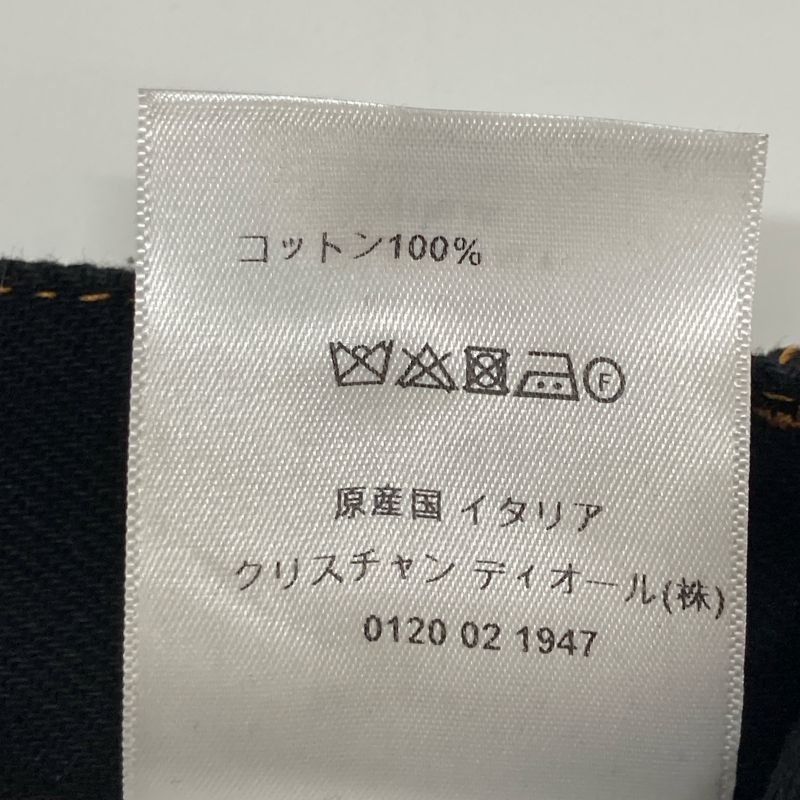 コットン100%
F
原産国 イタリア
クリスチャン ディオール(株)
0120 02 1947